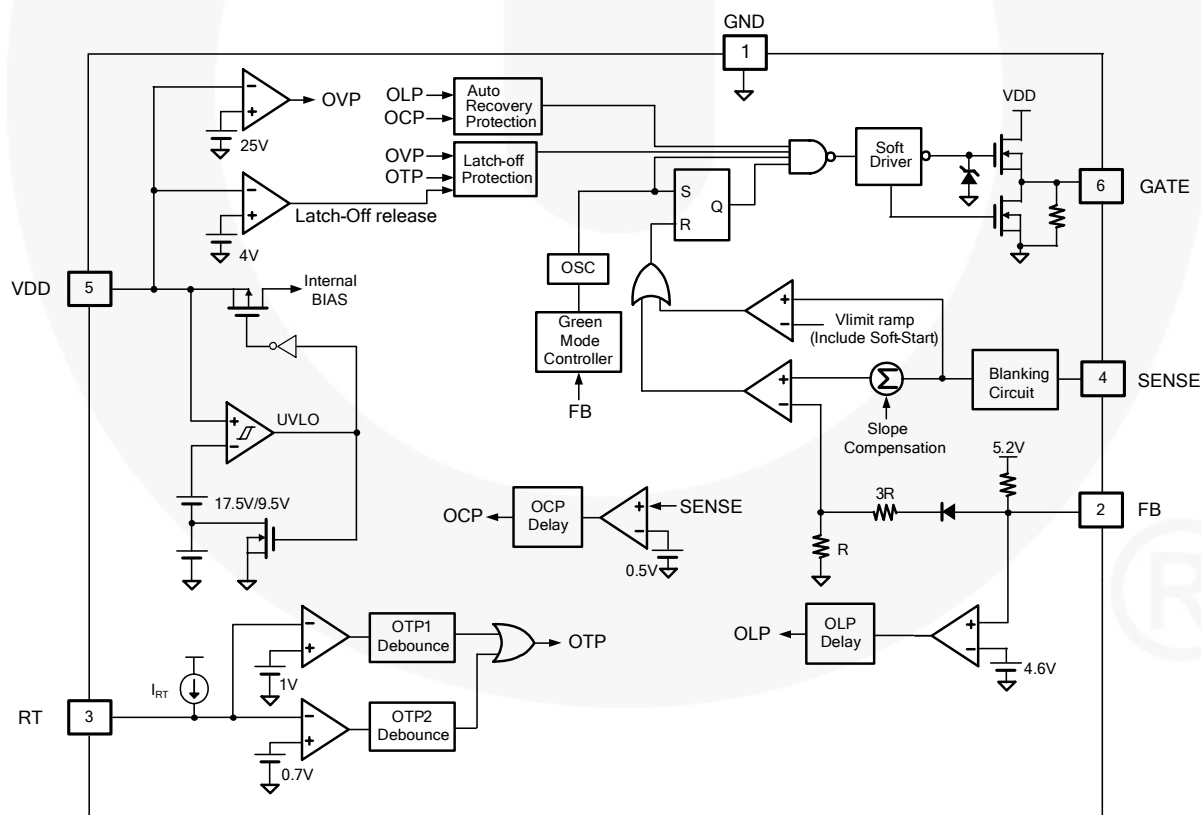 GND
1
VDD
OVP
25V
OLP
OCP
Auto
Recovery
Protection
OVP
OTP
Latch-off
Protection
Latch-Off release
4V
Soft
Driver
6
GATE
S
R
Q
VDD
5
Internal
BIAS
OSC
Green
Mode
Controller
FB
Vlimit ramp
(Include Soft-Start)
Σ
Slope
Compensation
Blanking
Circuit
4
SENSE
UVLO
17.5V/9.5V
5.2V
3R
R
2
FB
OCP
OCP
Delay
SENSE
0.5V
OLP
OLP
Delay
4.6V
OTP1
Debounce
OTP
1V
IRT
RT
3
OTP2
Debounce
0.7V
R